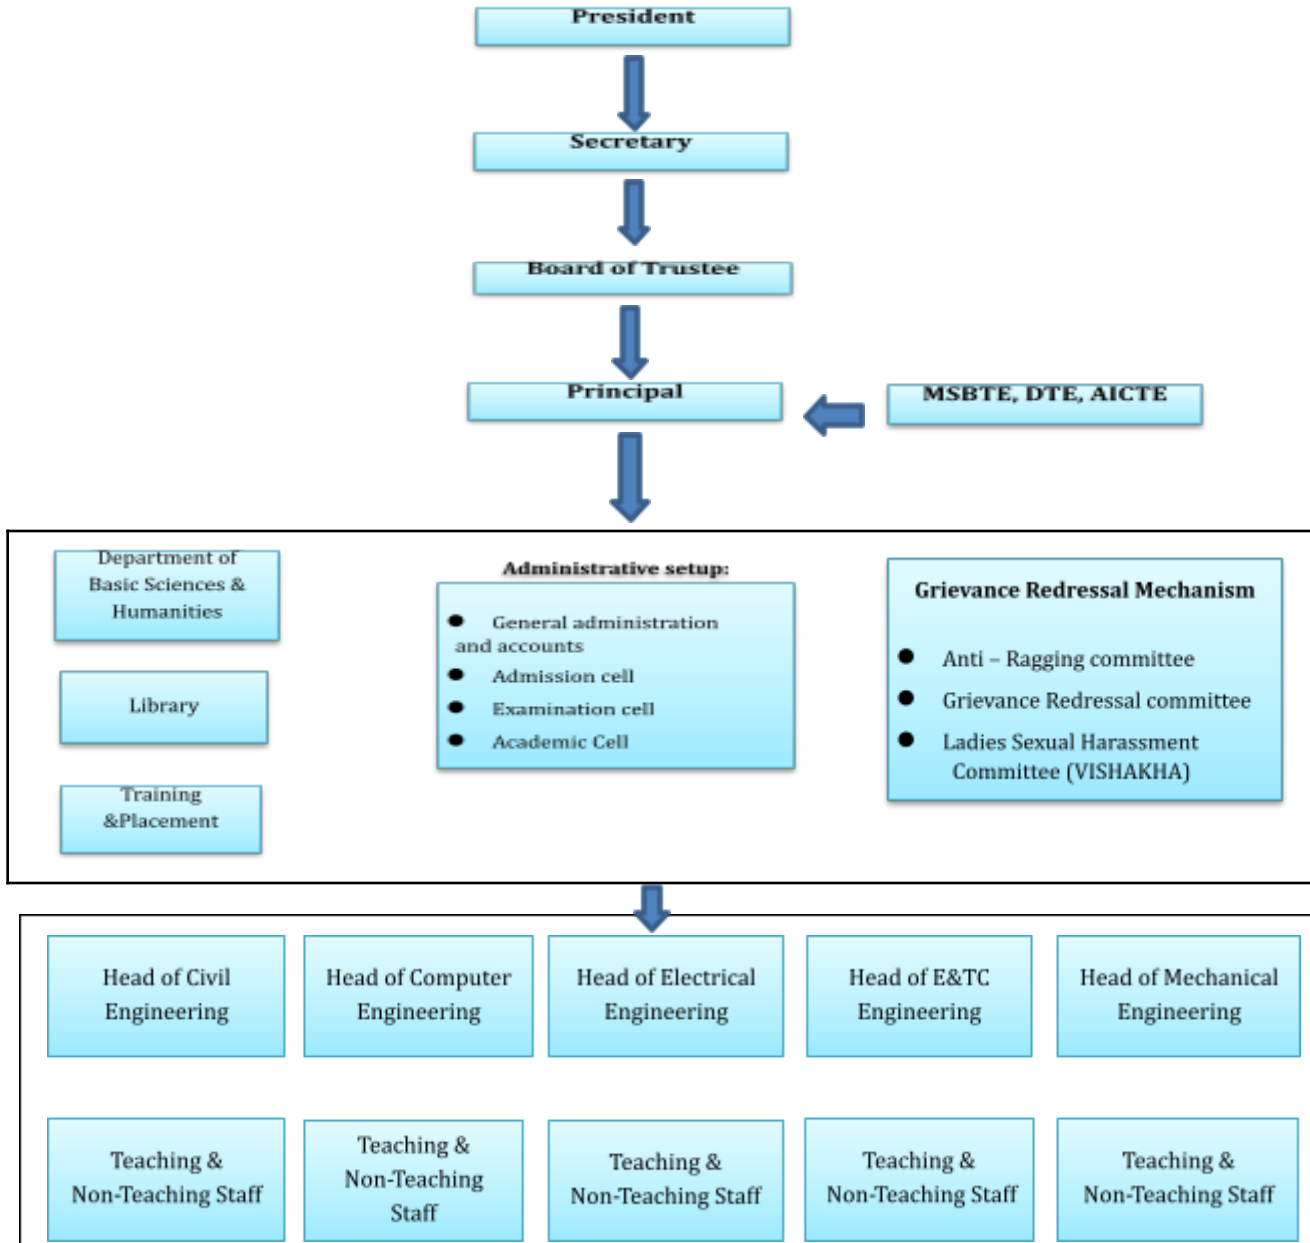 President
Secretary
Board of Trustee
Principal
MSBTE, DTE, AICTE
Department of
Basic Sciences &
Humanities
Library
Training
&Placement
Administrative setup:
● General administration
and accounts
● Admission cell
● Examination cell
● Academic Cell
Grievance Redressal Mechanism
● Anti – Ragging committee
● Grievance Redressal committee
● Ladies Sexual Harassment
Committee (VISHAKHA)
Head of Civil
Engineering
Head of Computer
Engineering
Head of Electrical
Engineering
Head of E&TC
Engineering
Head of Mechanical
Engineering
Teaching &
Non-Teaching Staff
Teaching &
Non-Teaching
Staff
Teaching &
Non-Teaching Staff
Teaching &
Non-Teaching Staff
Teaching &
Non-Teaching Staff